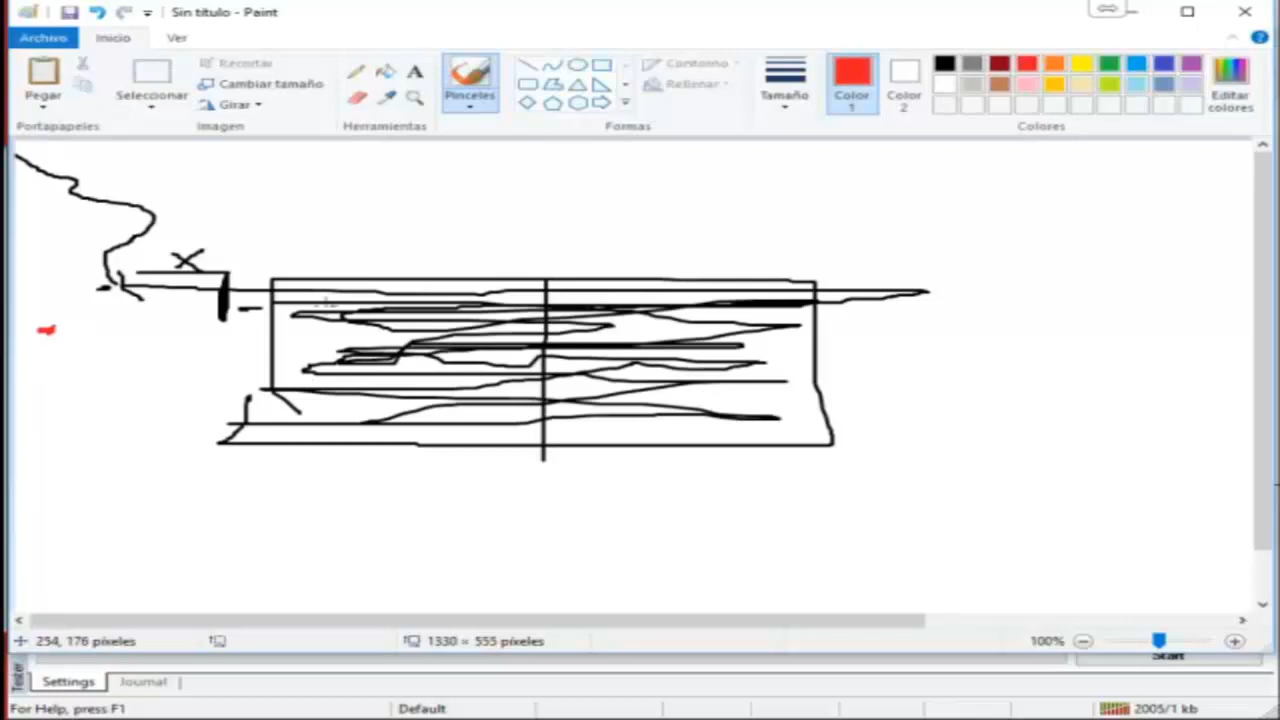 Sin título - Paint
Archivo Inicio Ver
Pegar
Seleccionar
Recortar
Cambiar tamaño
Girar
A
Pinceles
Contorno
Rellenar
Tamaño
Color 1
Color 2
Editar colores
Portapapeles Imagen Herramientas Formas Colores
X
254, 176 píxeles 1330 × 555 píxeles 100%
Start
Tester
Settings Journal
For Help, press F1 Default 2005/1 kb